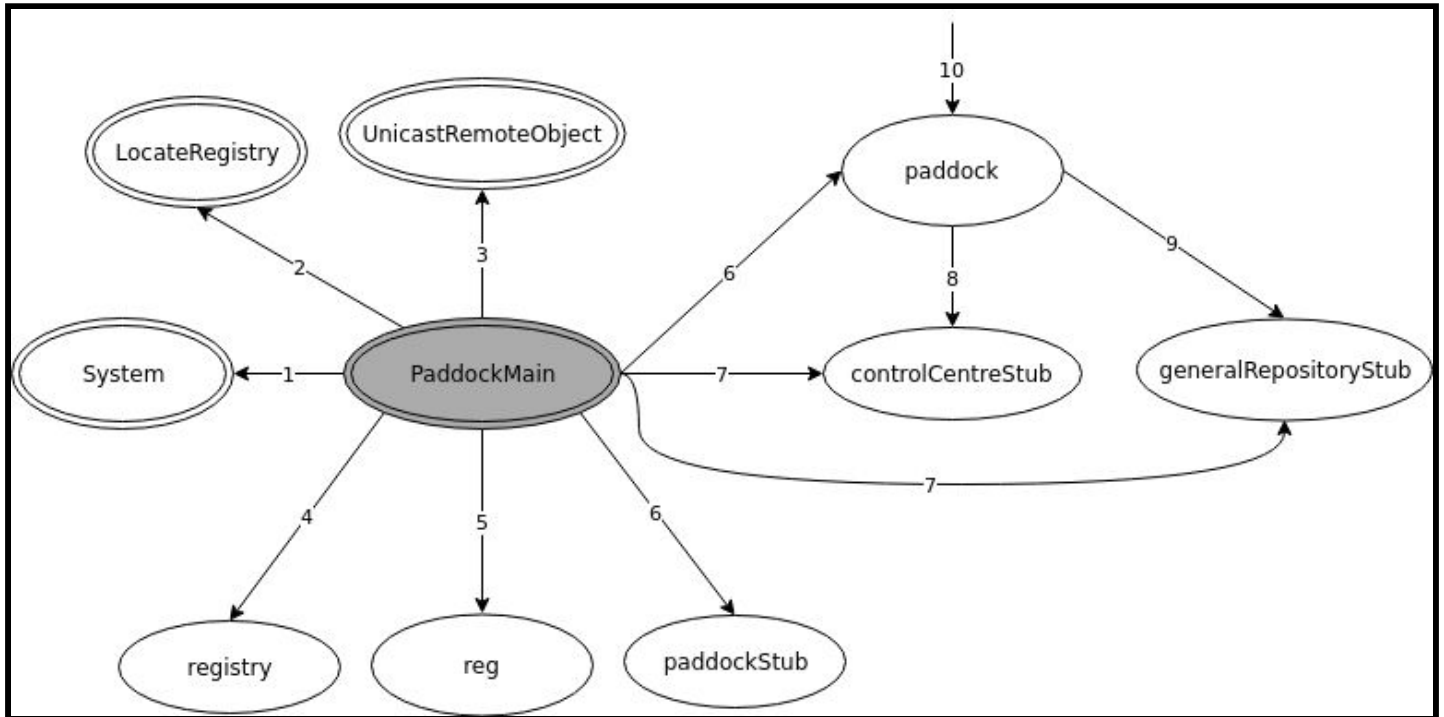 10
UnicastRemoteObject
LocateRegistry
paddock
9
3
2
6
8
System
1
PaddockMain
7
controlCentreStub
generalRepositoryStub
7
4
5
6
registry
reg
paddockStub